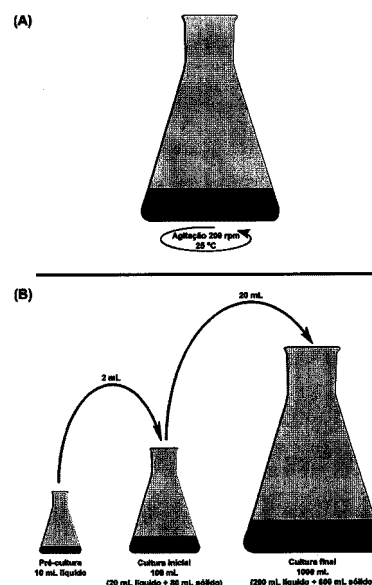 (A)
Agitação 200 rpm
25 °C
(B)
20 mL
2 mL
Pré-cultura
10 mL líquido
Cultura inicial
100 mL
(20 mL líquido + 80 mL sólido)
Cultura final
1000 mL
(200 mL líquido + 800 mL sólido)